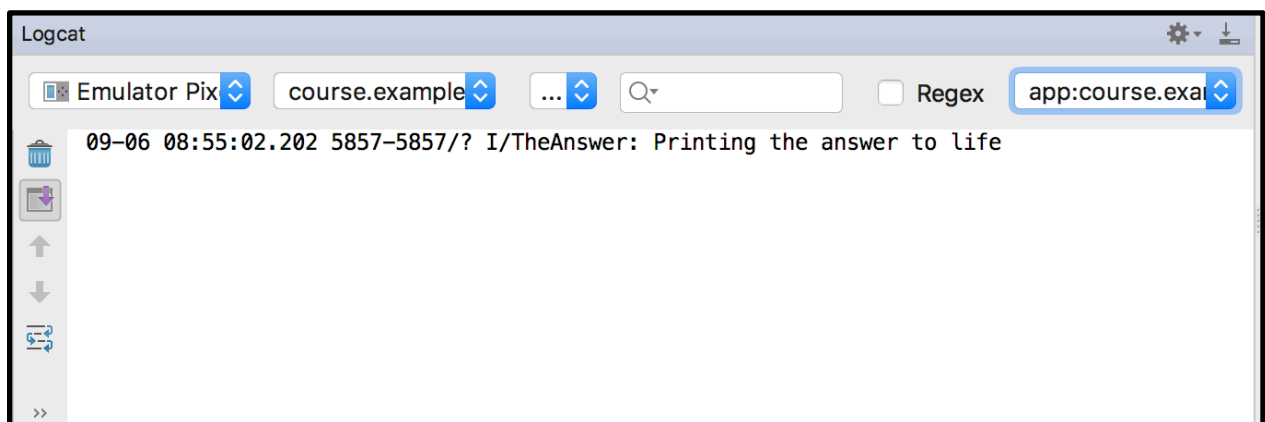 Logcat
Emulator Pix course.example ... Regex app:course.exa
09-06 08:55:02.202 5857-5857/? I/TheAnswer: Printing the answer to life